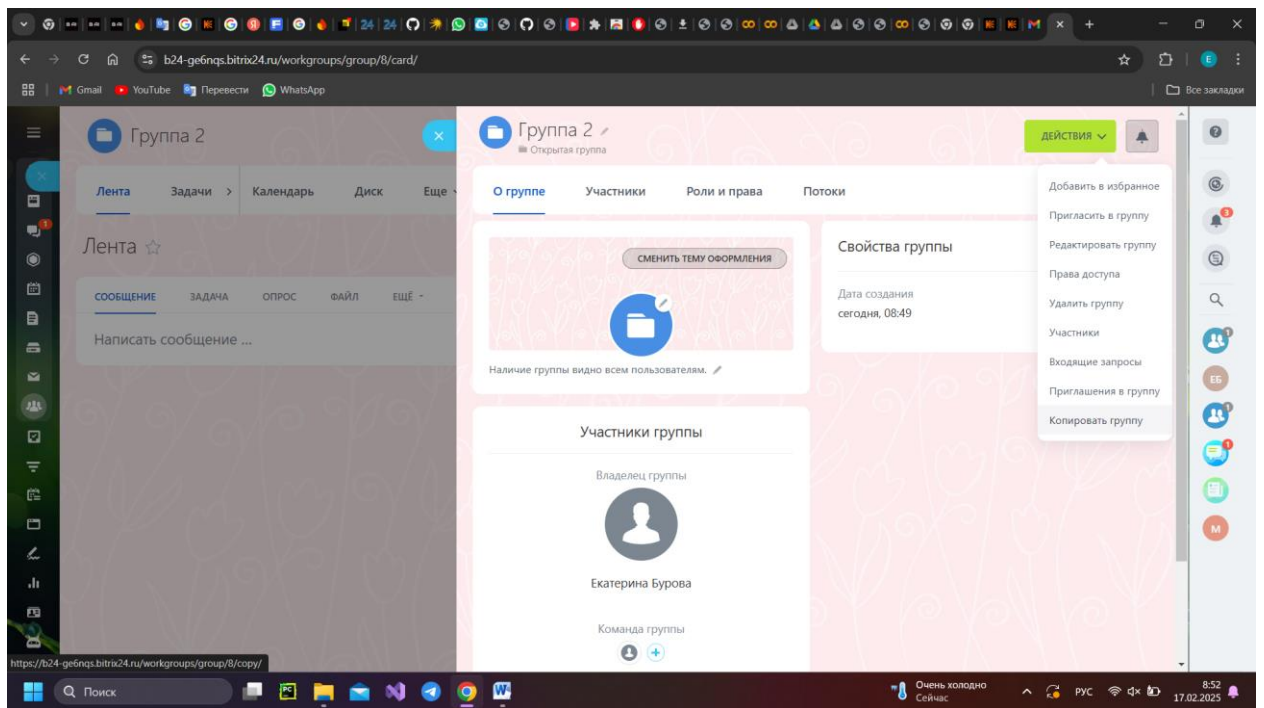 b24-ge6nqs.bitrix24.ru/workgroups/group/8/card/
Gmail YouTube Перевести WhatsApp Все закладки
Группа 2
Лента Задачи > Календарь Диск Еще
Лента
СООБЩЕНИЕ ЗАДАЧА ОПРОС ФАЙЛ ЕЩЁ
Написать сообщение ...
Группа 2
Открытая группа
ДЕЙСТВИЯ
О группе Участники Роли и права Потоки
СМЕНИТЬ ТЕМУ ОФОРМЛЕНИЯ
Наличие группы видно всем пользователям.
Участники группы
Владелец группы
Екатерина Бурова
Команда группы
Свойства группы
Дата создания
сегодня, 08:49
Добавить в избранное
Пригласить в группу
Редактировать группу
Права доступа
Удалить группу
Участники
Входящие запросы
Приглашения в группу
Копировать группу
1
3
1
ЕБ
1
1
М
https://b24-ge6nqs.bitrix24.ru/workgroups/group/8/copy/
Поиск
Очень холодно
Сейчас
РУС
8:52
17.02.2025